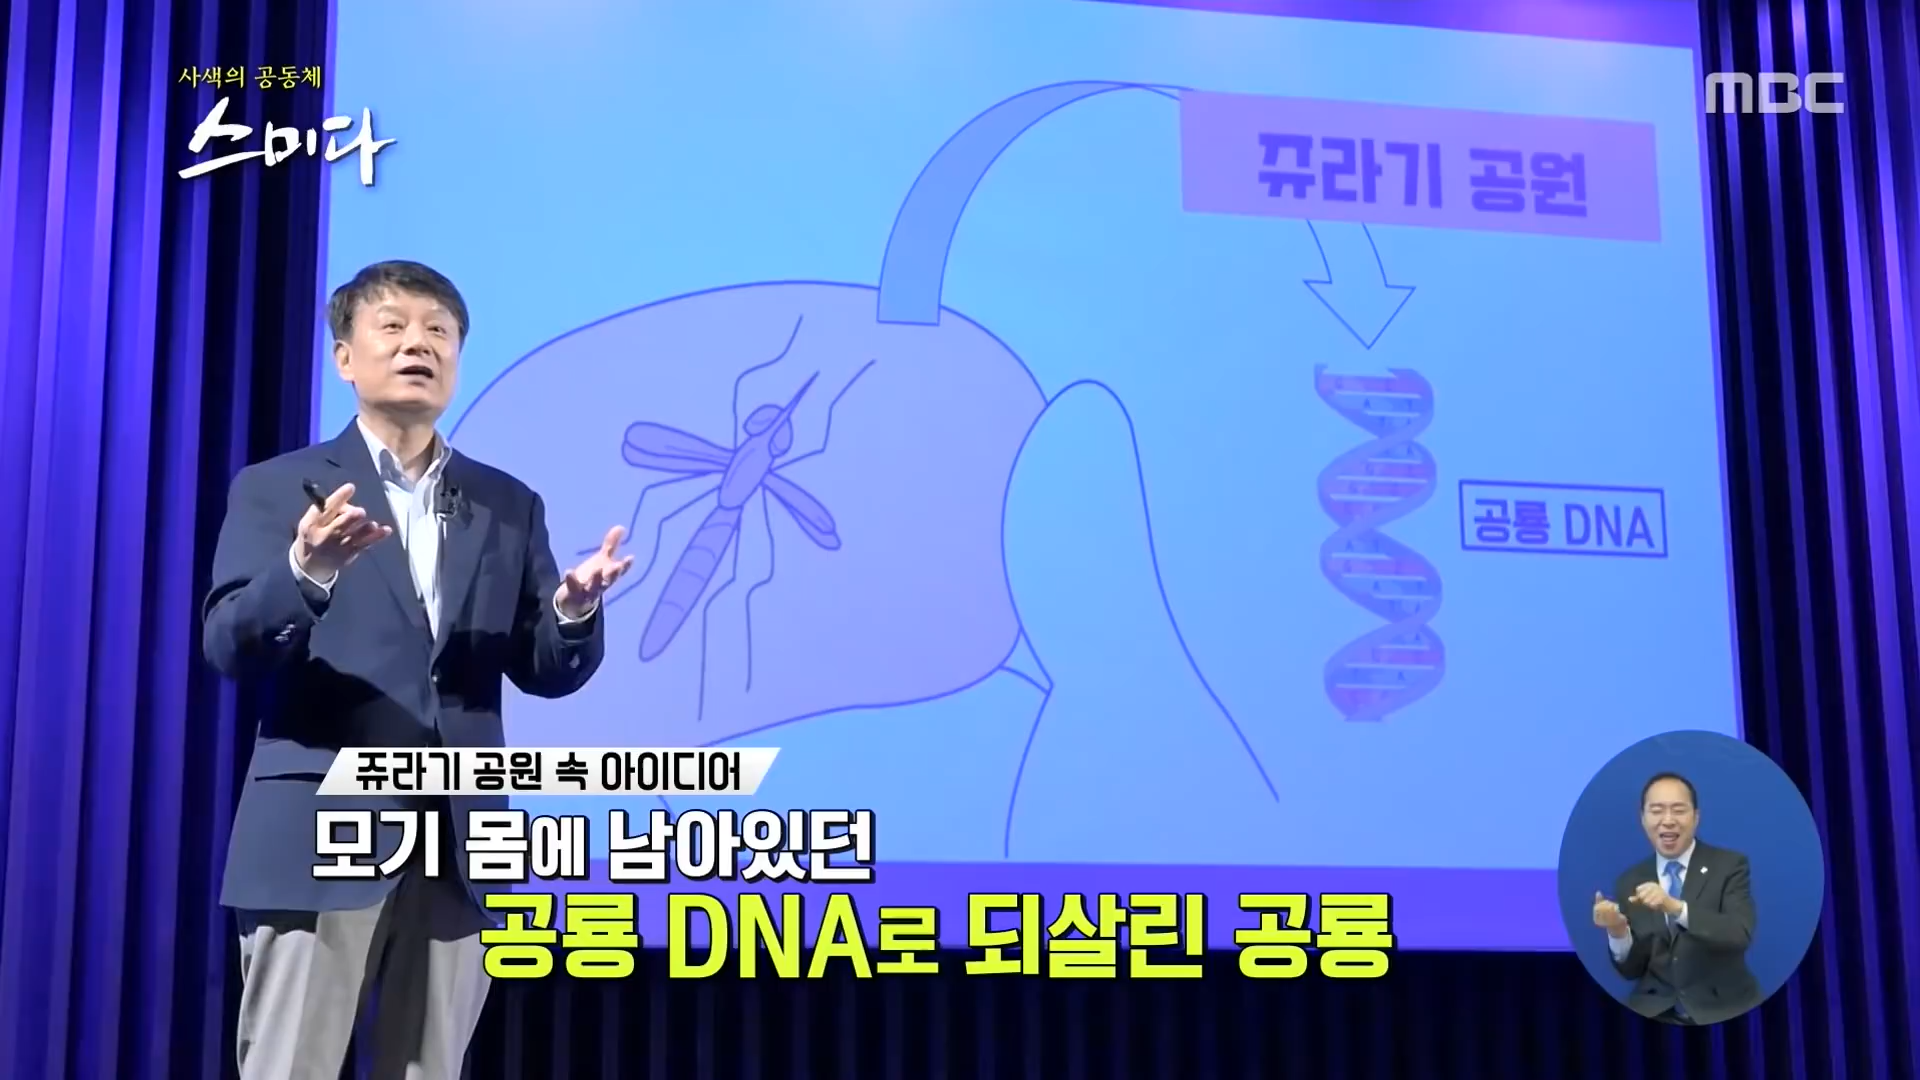 사색의 공동체
스미다
MBC
쥬라기 공원
공룡 DNA
쥬라기 공원 속 아이디어
모기 몸에 남아있던
공룡 DNA로 되살린 공룡